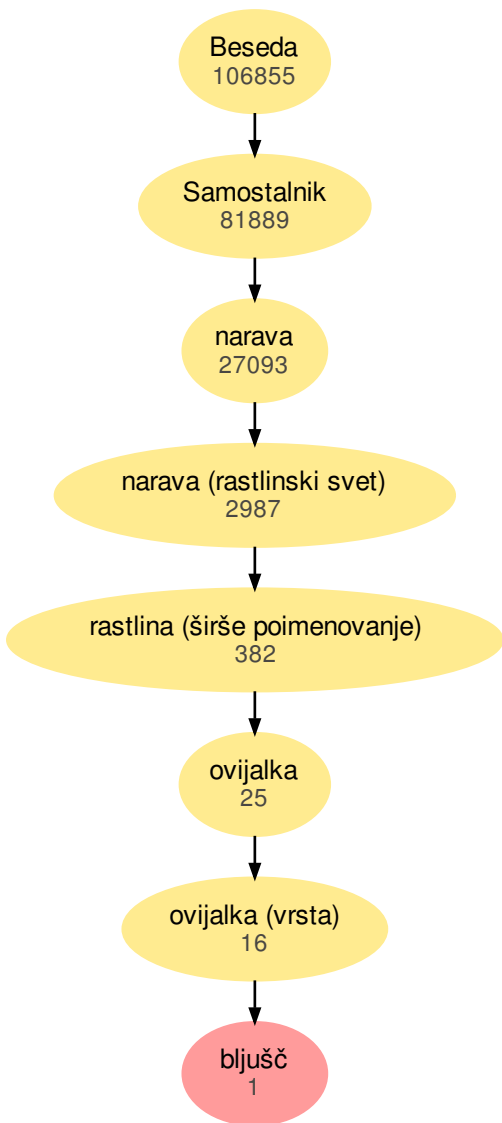 Beseda
106855
Samostalnik
81889
narava
27093
narava (rastlinski svet)
2987
rastlina (širše poimenovanje)
382
ovijalka
25
ovijalka (vrsta)
16
bljušč
1